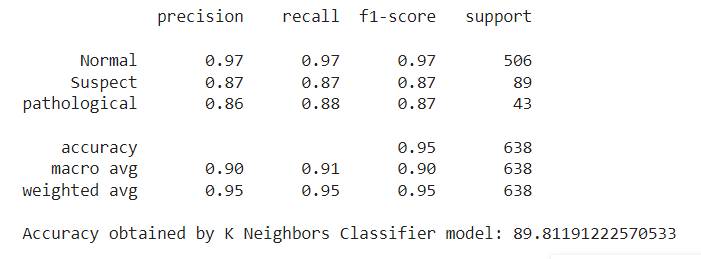 precision recall f1-score support
Normal 0.97 0.97 0.97 506
Suspect 0.87 0.87 0.87 89
pathological 0.86 0.88 0.87 43
accuracy 0.95 638
macro avg 0.90 0.91 0.90 638
weighted avg 0.95 0.95 0.95 638
Accuracy obtained by K Neighbors Classifier model: 89.81191222570533